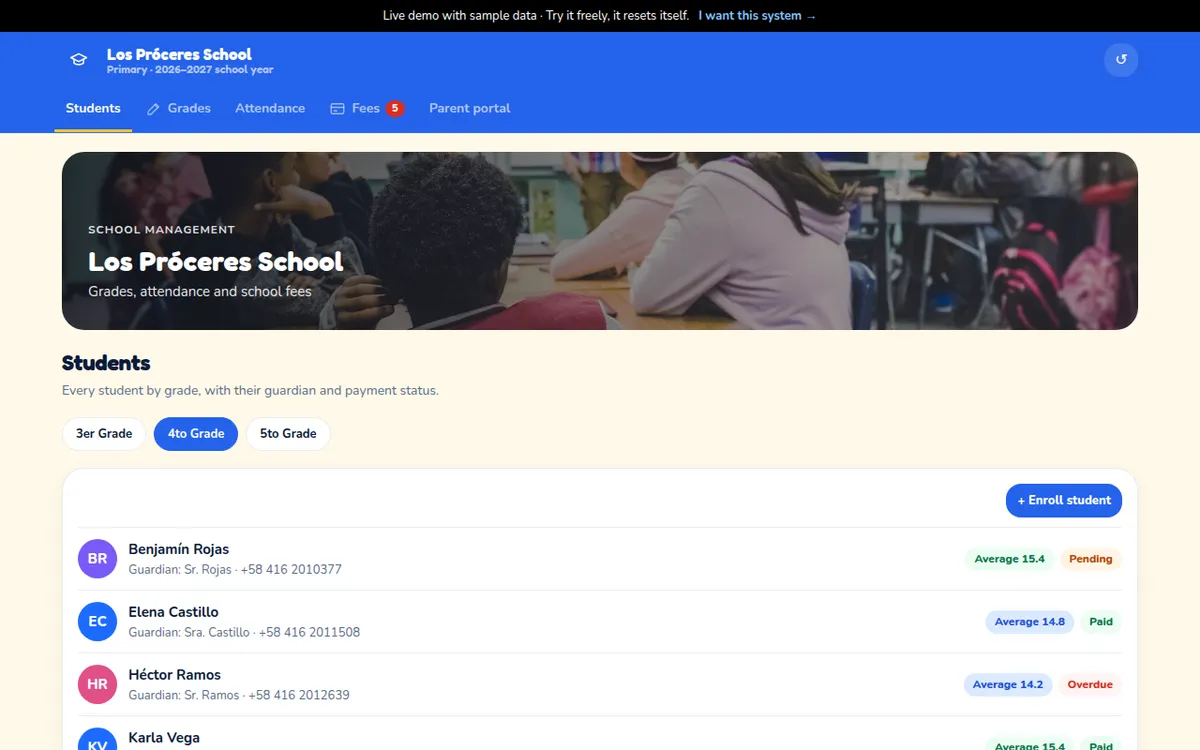 Live demo with sample data · Try it freely, it resets itself. I want this system →
Los Próceres School
Primary · 2026–2027 school year
Students Grades Attendance Fees 5 Parent portal
SCHOOL MANAGEMENT
Los Próceres School
Grades, attendance and school fees
Students
Every student by grade, with their guardian and payment status.
3er Grade 4to Grade 5to Grade
+ Enroll student
BR Benjamín Rojas
Guardian: Sr. Rojas · +58 416 2010377
Average 15.4 Pending
EC Elena Castillo
Guardian: Sra. Castillo · +58 416 2011508
Average 14.8 Paid
HR Héctor Ramos
Guardian: Sr. Ramos · +58 416 2012639
Average 14.2 Overdue
KV Karla Vega
Average 15.4 Paid